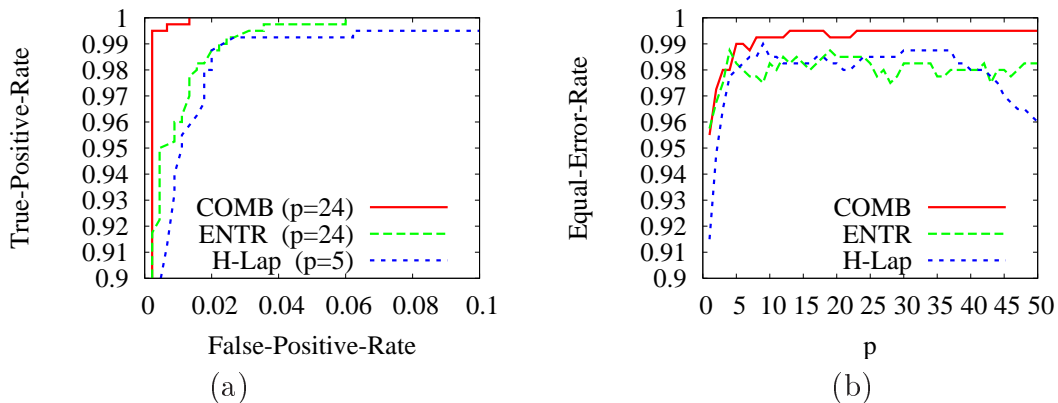 1
0.99
0.98
0.97
0.96
0.95
0.94
0.93
0.92
0.91
0.9
True-Positive-Rate
COMB (p=24)
ENTR (p=24)
H-Lap (p=5)
0 0.02 0.04 0.06 0.08 0.1
False-Positive-Rate
(a)
1
0.99
0.98
0.97
0.96
0.95
0.94
0.93
0.92
0.91
0.9
Equal-Error-Rate
COMB
ENTR
H-Lap
0 5 10 15 20 25 30 35 40 45 50
p
(b)